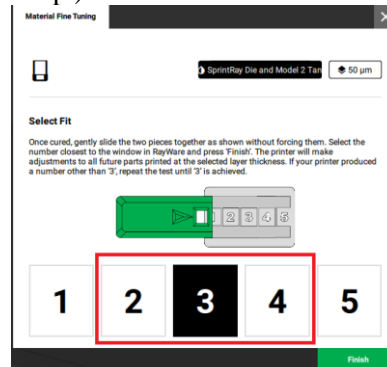 Material Fine Tuning
SprintRay Die and Model 2 Tan
50 µm
Select Fit
Once cured, gently slide the two pieces together as shown without forcing them. Select the
number closest to the window in RayWare and press 'Finish'. The printer will make
adjustments to all future parts printed at the selected layer thickness. If your printer produced
a number other than '3', repeat the test until '3' is achieved.
2 3 4 5
1 2 3 4 5
Finish